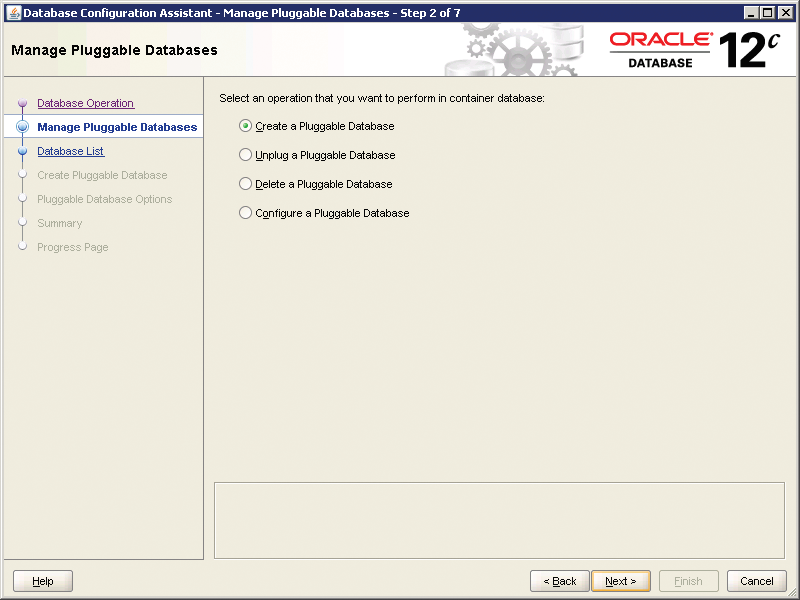 Database Configuration Assistant - Manage Pluggable Databases - Step 2 of 7
Manage Pluggable Databases
ORACLE®
DATABASE
12c
Database Operation
Manage Pluggable Databases
Database List
Create Pluggable Database
Pluggable Database Options
Summary
Progress Page
Select an operation that you want to perform in container database:
Create a Pluggable Database
Unplug a Pluggable Database
Delete a Pluggable Database
Configure a Pluggable Database
Help
< Back
Next >
Finish
Cancel